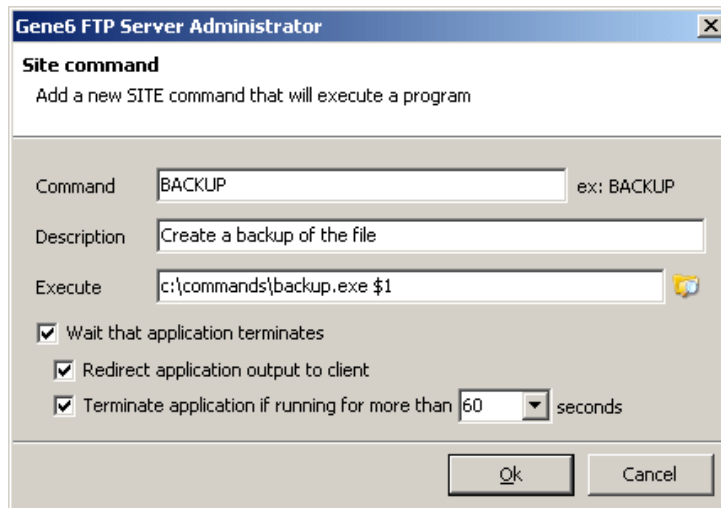 Gene6 FTP Server Administrator
Site command
Add a new SITE command that will execute a program
Command BACKUP ex: BACKUP
Description Create a backup of the file
Execute c:\commands\backup.exe $1
Wait that application terminates
Redirect application output to client
Terminate application if running for more than 60 seconds
Ok Cancel